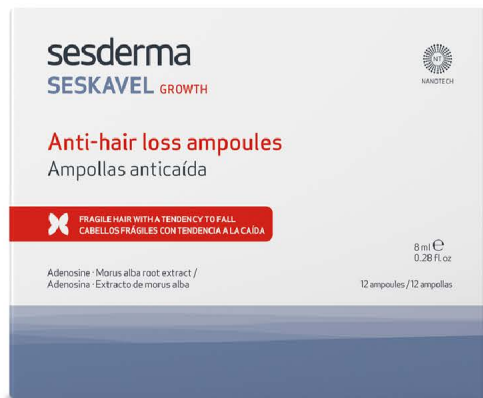 sesderma
SESKAVEL GROWTH
NIT
NANOTECH
Anti-hair loss ampoules
Ampollas anticaída
FRAGILE HAIR WITH A TENDENCY TO FALL
CABELLOS FRÁGILES CON TENDENCIA A LA CAÍDA
8 ml ℮
0.28 fl. oz
Adenosine · Morus alba root extract /
Adenosina · Extracto de morus alba
12 ampoules / 12 ampollas